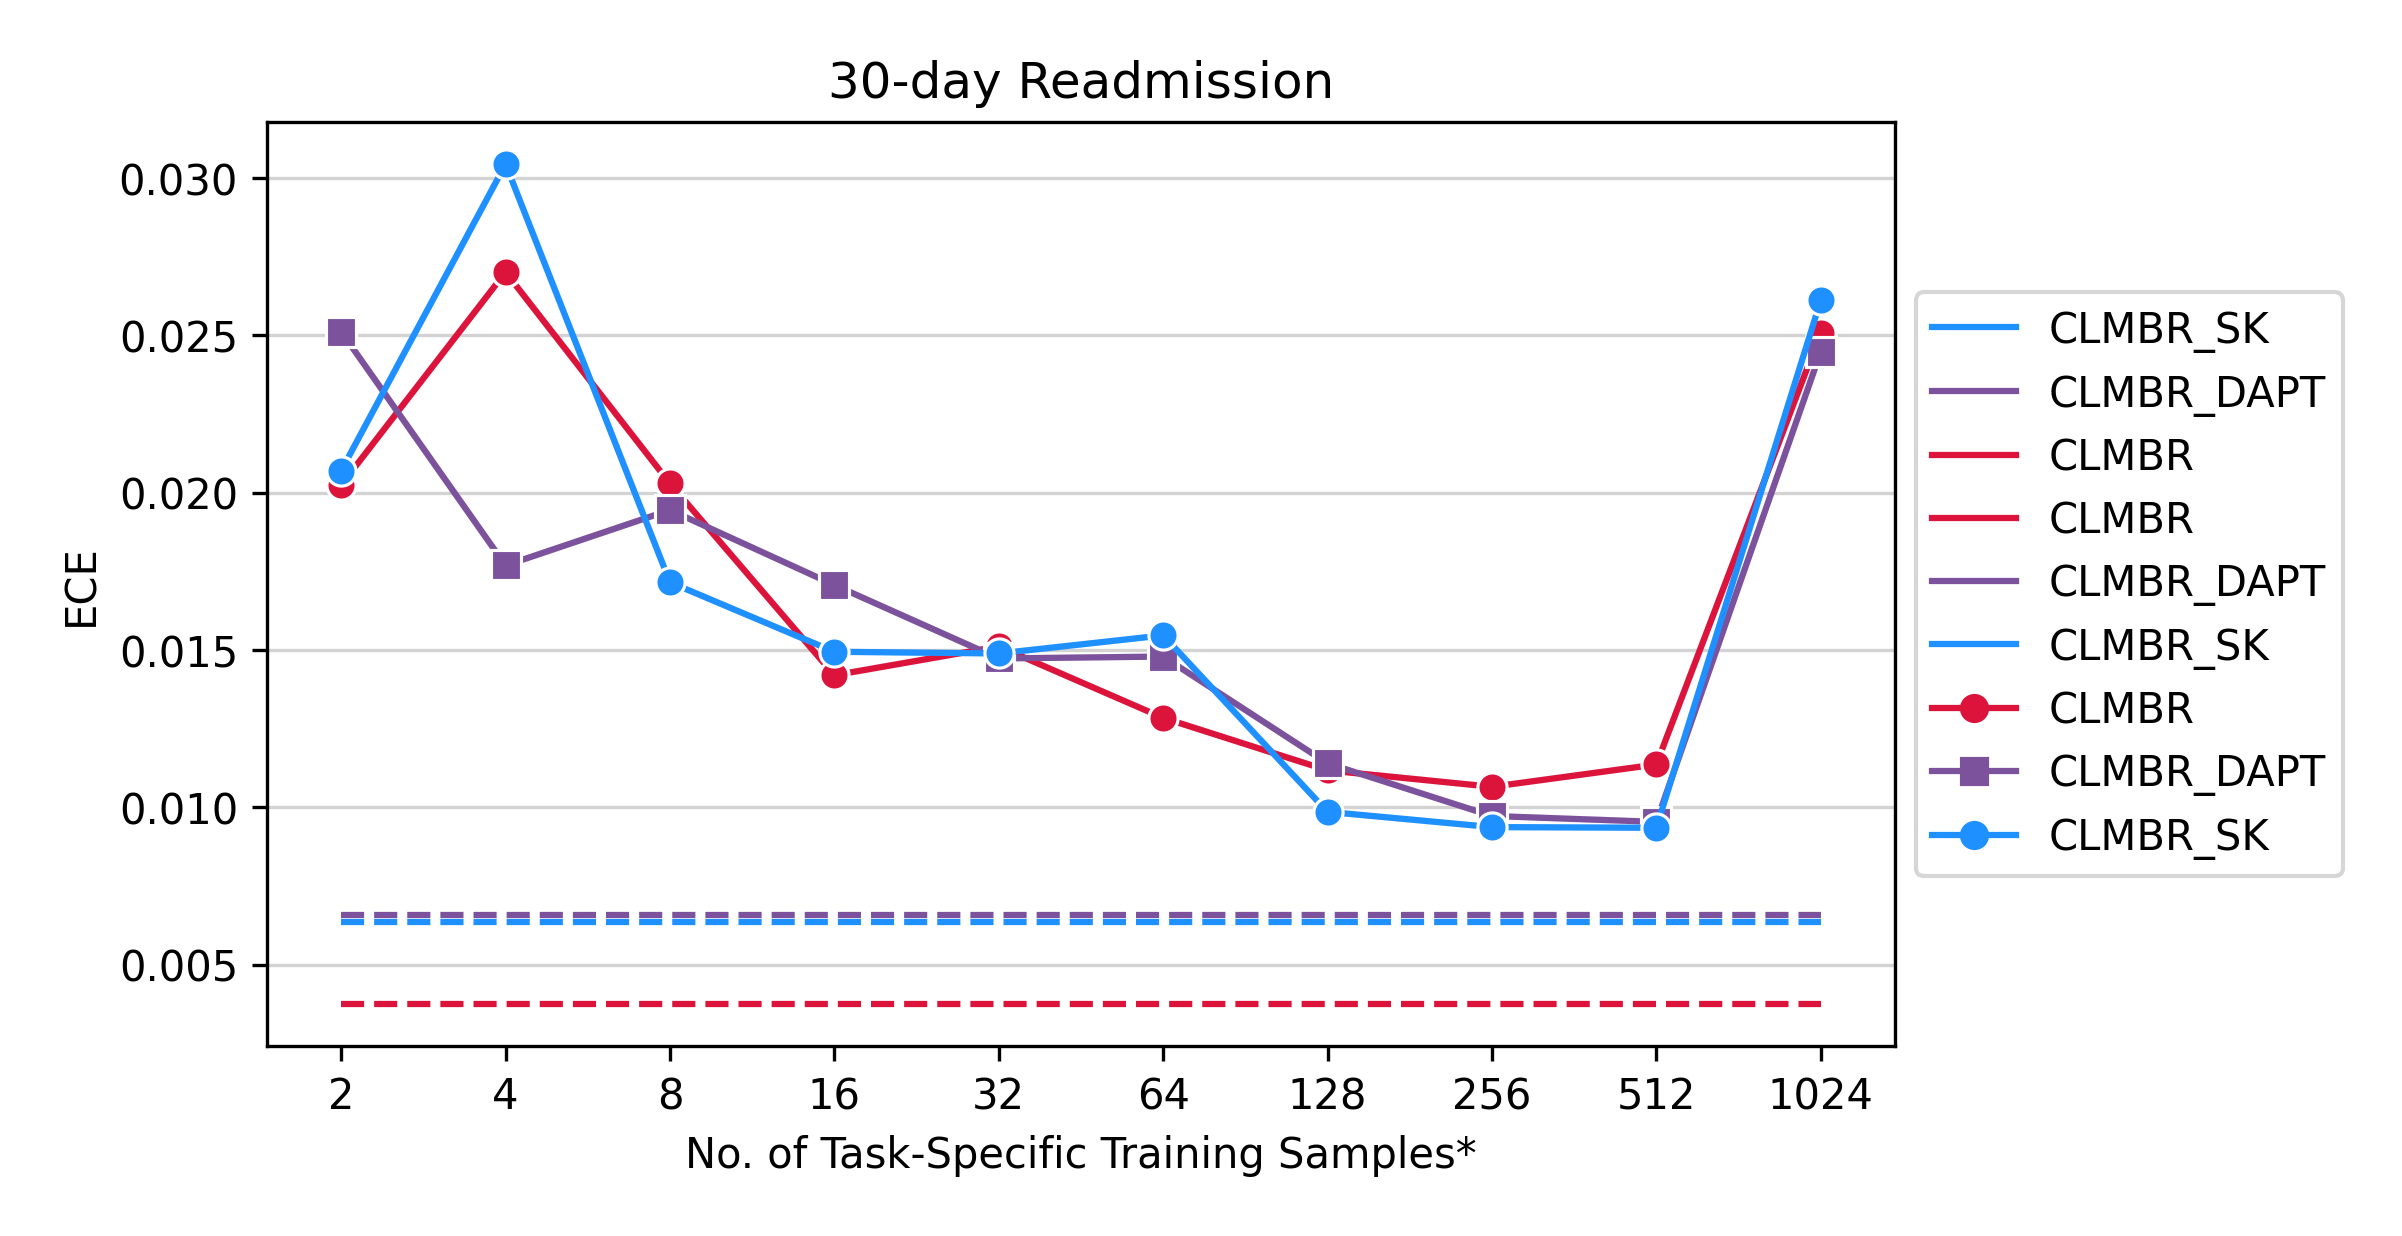 30-day Readmission
0.030
0.025
0.020
0.015
0.010
0.005
ECE
2 4 8 16 32 64 128 256 512 1024
No. of Task-Specific Training Samples*
CLMBR_SK
CLMBR_DAPT
CLMBR
CLMBR
CLMBR_DAPT
CLMBR_SK
CLMBR
CLMBR_DAPT
CLMBR_SK